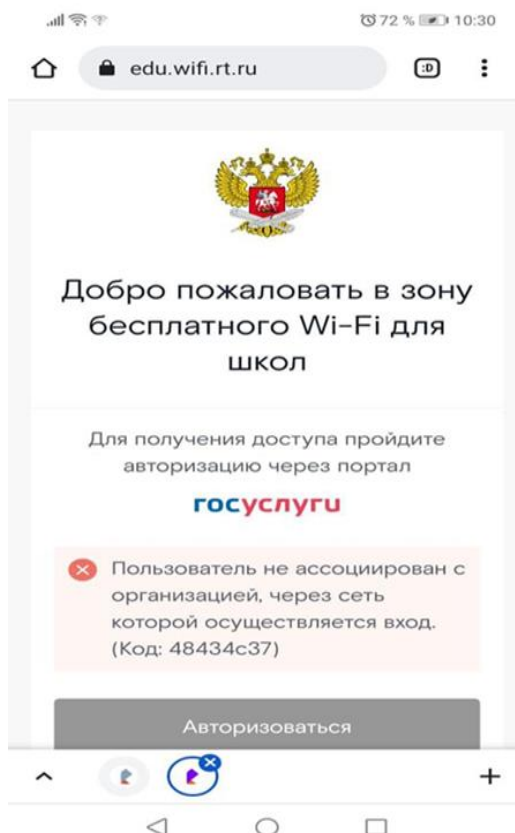 72 % 10:30
edu.wifi.rt.ru
:D
Добро пожаловать в зону
бесплатного Wi-Fi для
школ
Для получения доступа пройдите
авторизацию через портал
госуслуги
Пользователь не ассоциирован с
организацией, через сеть
которой осуществляется вход.
(Код: 48434c37)
Авторизоваться